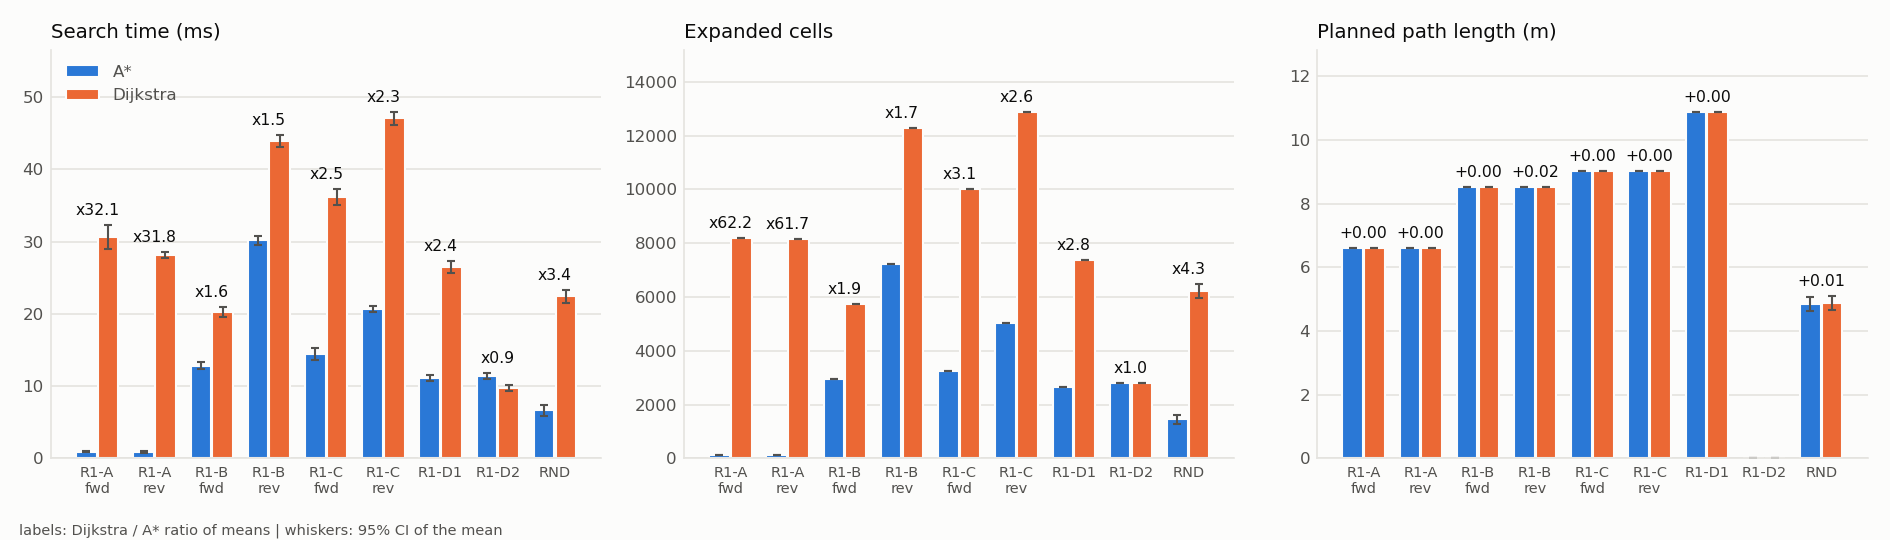 Search time (ms)
A*
Dijkstra
50
40
30
20
10
0
x32.1
x31.8
x1.6
x1.5
x2.5
x2.3
x2.4
x0.9
x3.4
R1-A fwd
R1-A rev
R1-B fwd
R1-B rev
R1-C fwd
R1-C rev
R1-D1
R1-D2
RND
Expanded cells
14000
12000
10000
8000
6000
4000
2000
0
x62.2
x61.7
x1.9
x1.7
x3.1
x2.6
x2.8
x1.0
x4.3
R1-A fwd
R1-A rev
R1-B fwd
R1-B rev
R1-C fwd
R1-C rev
R1-D1
R1-D2
RND
Planned path length (m)
12
10
8
6
4
2
0
+0.00
+0.00
+0.00
+0.02
+0.00
+0.00
+0.00
+0.01
R1-A fwd
R1-A rev
R1-B fwd
R1-B rev
R1-C fwd
R1-C rev
R1-D1
R1-D2
RND
labels: Dijkstra / A* ratio of means | whiskers: 95% CI of the mean